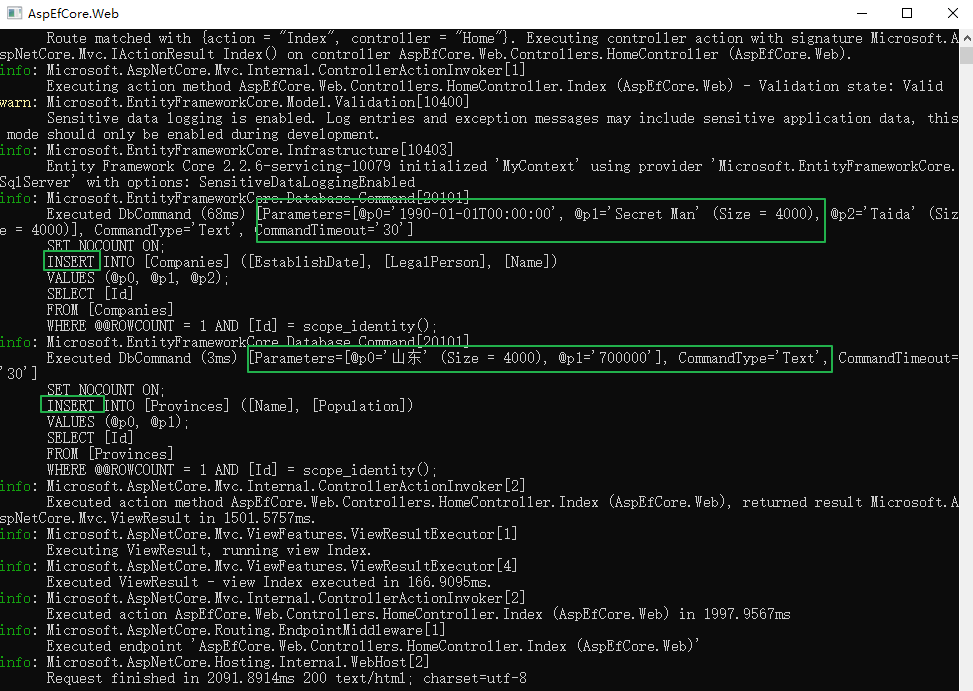 AspEfCore.Web
Route matched with {action = "Index", controller = "Home"}. Executing controller action with signature Microsoft.A
spNetCore.Mvc.IActionResult Index() on controller AspEfCore.Web.Controllers.HomeController (AspEfCore.Web).
info: Microsoft.AspNetCore.Mvc.Internal.ControllerActionInvoker[1]
Executing action method AspEfCore.Web.Controllers.HomeController.Index (AspEfCore.Web) - Validation state: Valid
warn: Microsoft.EntityFrameworkCore.Model.Validation[10400]
Sensitive data logging is enabled. Log entries and exception messages may include sensitive application data, this
mode should only be enabled during development.
info: Microsoft.EntityFrameworkCore.Infrastructure[10403]
Entity Framework Core 2.2.6-servicing-10079 initialized 'MyContext' using provider 'Microsoft.EntityFrameworkCore.
SqlServer' with options: SensitiveDataLoggingEnabled
info: Microsoft.EntityFrameworkCore.Database.Command[20101]
Executed DbCommand (68ms) [Parameters=[@p0='1990-01-01T00:00:00', @p1='Secret Man' (Size = 4000), @p2='Taida' (Siz
e = 4000)], CommandType='Text', CommandTimeout='30']
SET NOCOUNT ON;
INSERT INTO [Companies] ([EstablishDate], [LegalPerson], [Name])
VALUES (@p0, @p1, @p2);
SELECT [Id]
FROM [Companies]
WHERE @@ROWCOUNT = 1 AND [Id] = scope_identity();
info: Microsoft.EntityFrameworkCore.Database.Command[20101]
Executed DbCommand (3ms) [Parameters=[@p0='山东' (Size = 4000), @p1='700000'], CommandType='Text', CommandTimeout=
'30']
SET NOCOUNT ON;
INSERT INTO [Provinces] ([Name], [Population])
VALUES (@p0, @p1);
SELECT [Id]
FROM [Provinces]
WHERE @@ROWCOUNT = 1 AND [Id] = scope_identity();
info: Microsoft.AspNetCore.Mvc.Internal.ControllerActionInvoker[2]
Executed action method AspEfCore.Web.Controllers.HomeController.Index (AspEfCore.Web), returned result Microsoft.A
spNetCore.Mvc.ViewResult in 1501.5757ms.
info: Microsoft.AspNetCore.Mvc.ViewFeatures.ViewResultExecutor[1]
Executing ViewResult, running view Index.
info: Microsoft.AspNetCore.Mvc.ViewFeatures.ViewResultExecutor[4]
Executed ViewResult - view Index executed in 166.9095ms.
info: Microsoft.AspNetCore.Mvc.Internal.ControllerActionInvoker[2]
Executed action AspEfCore.Web.Controllers.HomeController.Index (AspEfCore.Web) in 1997.9567ms
info: Microsoft.AspNetCore.Routing.EndpointMiddleware[1]
Executed endpoint 'AspEfCore.Web.Controllers.HomeController.Index (AspEfCore.Web)'
info: Microsoft.AspNetCore.Hosting.Internal.WebHost[2]
Request finished in 2091.8914ms 200 text/html; charset=utf-8